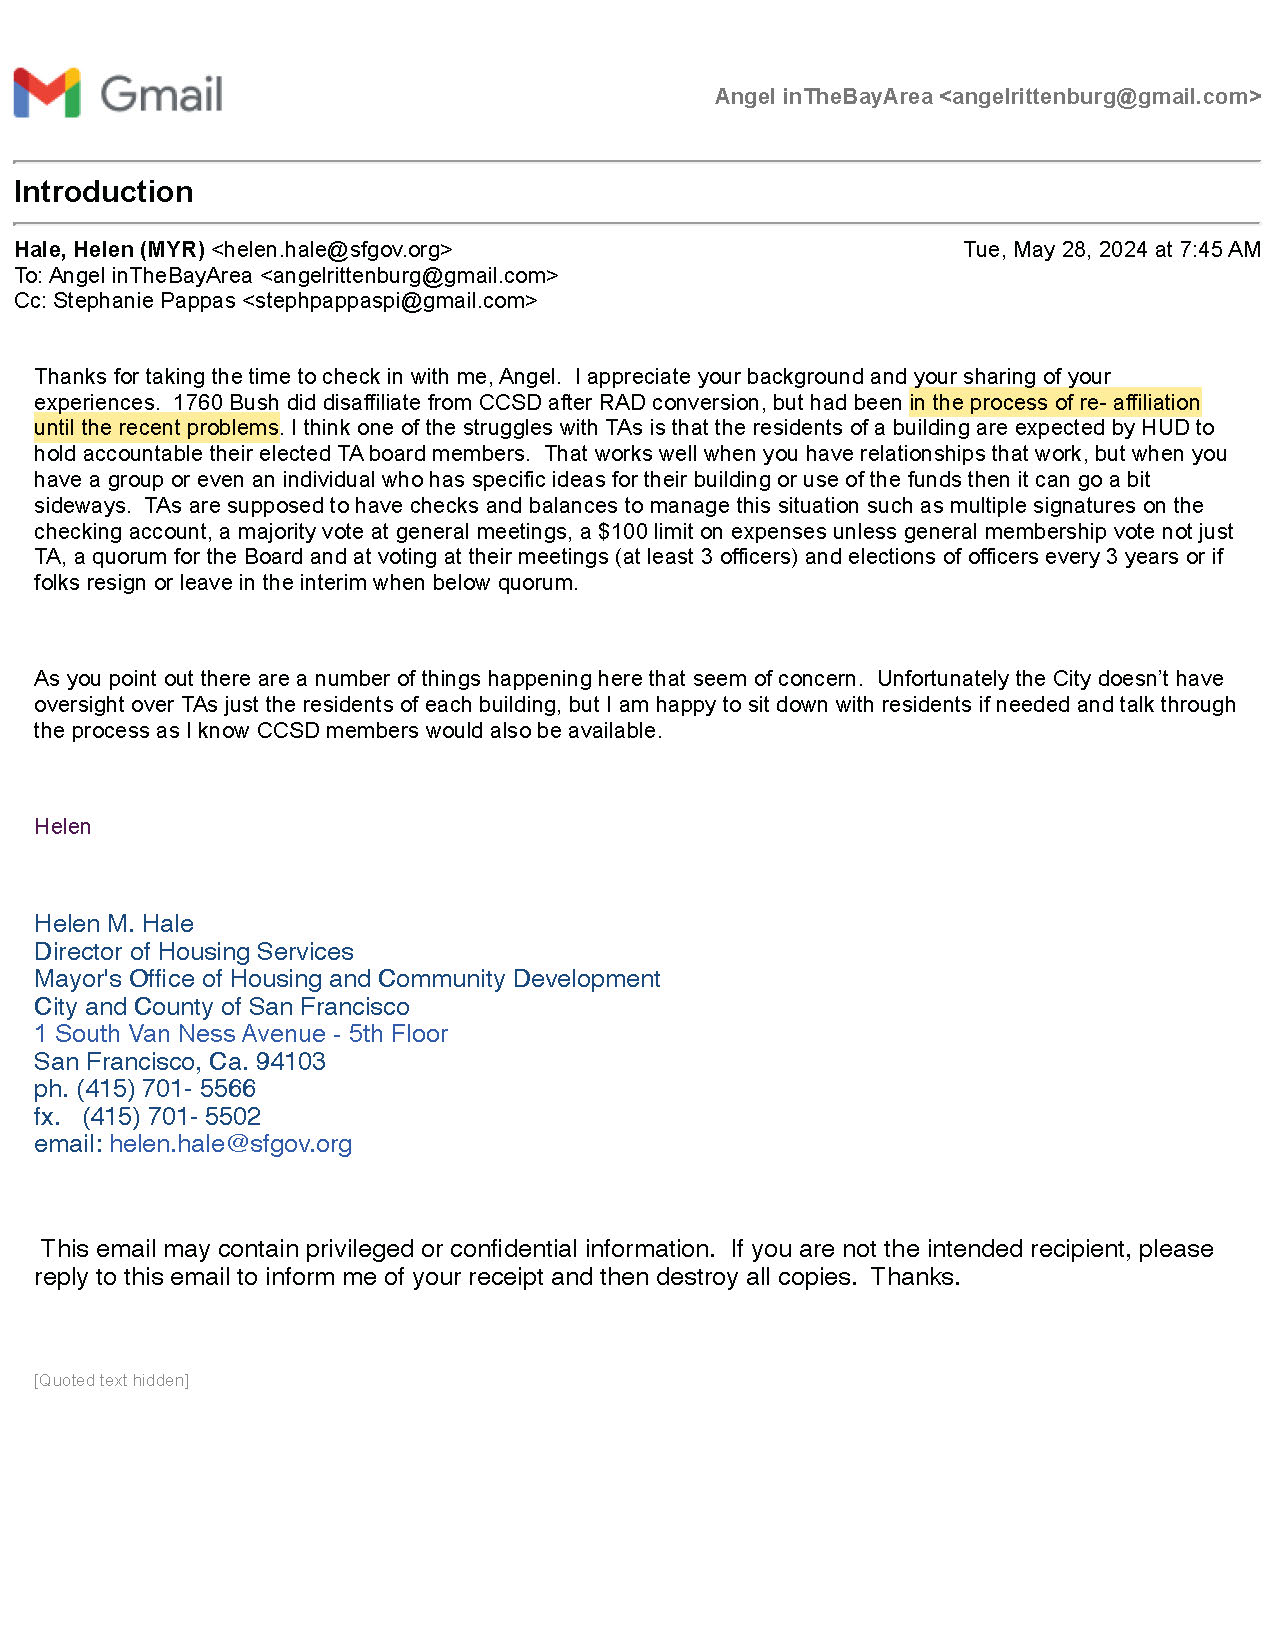 Gmail
Angel inTheBayArea <angelrittenburg@gmail.com>
Introduction
Hale, Helen (MYR) <helen.hale@sfgov.org>
Tue, May 28, 2024 at 7:45 AM
To: Angel inTheBayArea <angelrittenburg@gmail.com>
Cc: Stephanie Pappas <stephpappaspi@gmail.com>
Thanks for taking the time to check in with me, Angel.  I appreciate your background and your sharing of your
experiences.  1760 Bush did disaffiliate from CCSD after RAD conversion, but had been in the process of re- affiliation
until the recent problems. I think one of the struggles with TAs is that the residents of a building are expected by HUD to
hold accountable their elected TA board members.  That works well when you have relationships that work, but when you
have a group or even an individual who has specific ideas for their building or use of the funds then it can go a bit
sideways.  TAs are supposed to have checks and balances to manage this situation such as multiple signatures on the
checking account, a majority vote at general meetings, a $100 limit on expenses unless general membership vote not just
TA, a quorum for the Board and at voting at their meetings (at least 3 officers) and elections of officers every 3 years or if
folks resign or leave in the interim when below quorum.
As you point out there are a number of things happening here that seem of concern.  Unfortunately the City doesn’t have
oversight over TAs just the residents of each building, but I am happy to sit down with residents if needed and talk through
the process as I know CCSD members would also be available.
Helen
Helen M. Hale
Director of Housing Services
Mayor's Office of Housing and Community Development
City and County of San Francisco
1 South Van Ness Avenue - 5th Floor
San Francisco, Ca. 94103
ph. (415) 701- 5566
fx.   (415) 701- 5502
email: helen.hale@sfgov.org
This email may contain privileged or confidential information.  If you are not the intended recipient, please
reply to this email to inform me of your receipt and then destroy all copies.  Thanks.
[Quoted text hidden]